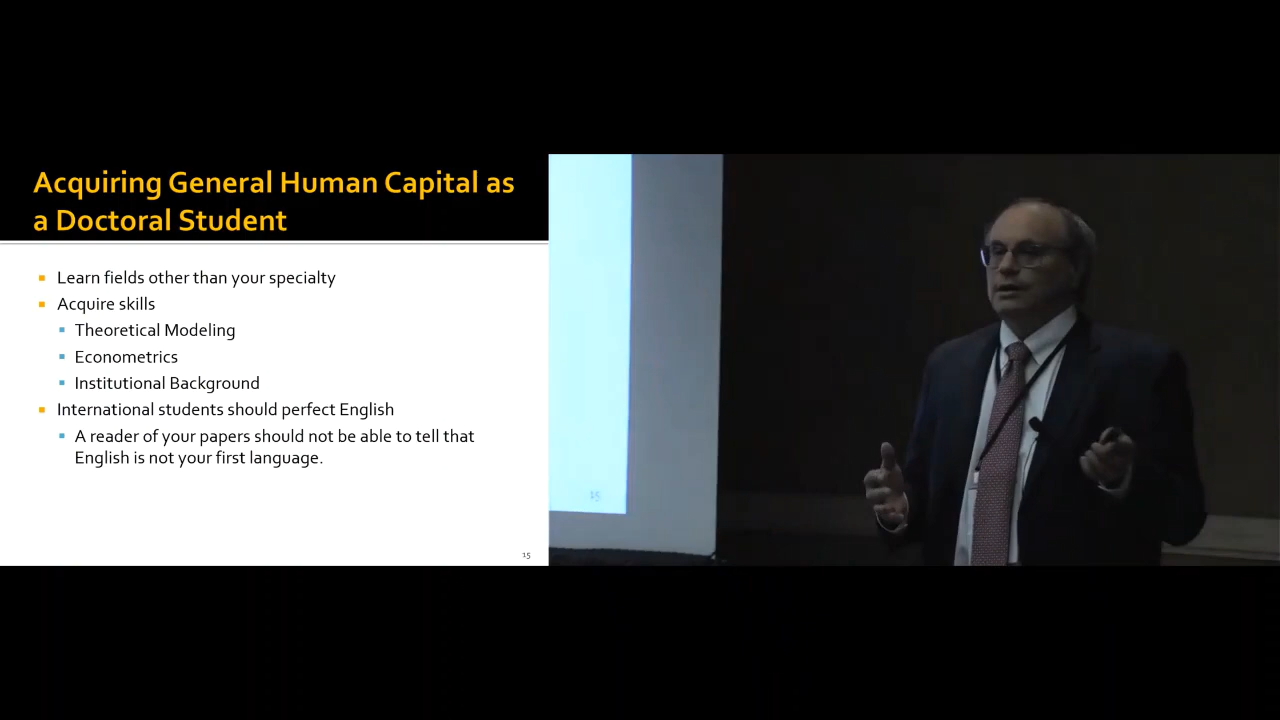 Acquiring General Human Capital as
a Doctoral Student
Learn fields other than your specialty
Acquire skills
Theoretical Modeling
Econometrics
Institutional Background
International students should perfect English
A reader of your papers should not be able to tell that
English is not your first language.
15
15